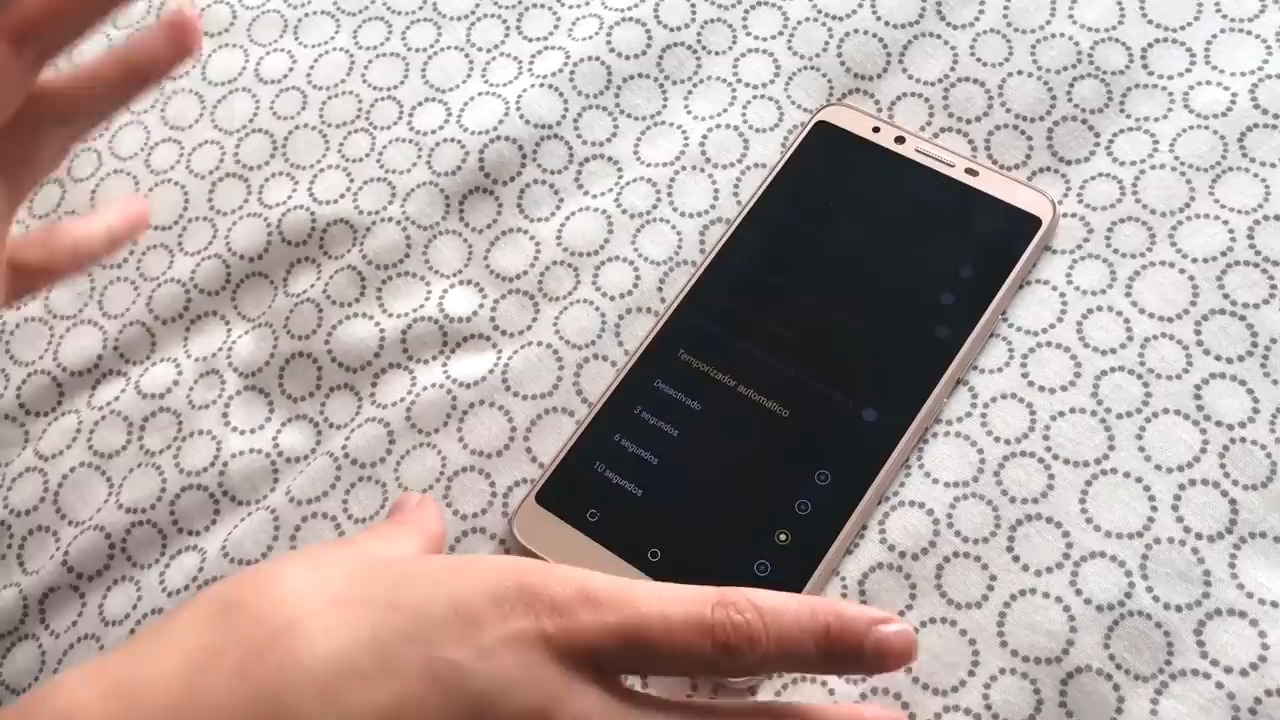 Temporizador automático
Desactivado
3 segundos
6 segundos
10 segundos